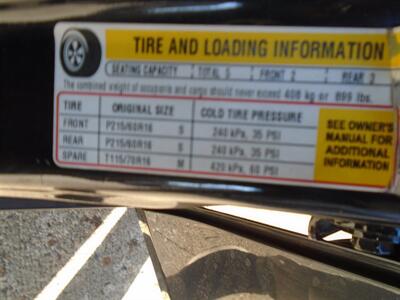 TIRE AND LOADING INFORMATION
SEATING CAPACITY TOTAL 5 FRONT 2 REAR 3
The combined weight of occupants and cargo should never exceed 408 kg or 899 lbs.
TIRE ORIGINAL SIZE COLD TIRE PRESSURE
FRONT P215/60R16 S 240 kPa, 35 PSI
REAR P215/60R16 S 240 kPa, 35 PSI
SPARE T115/70R16 M 420 kPa, 60 PSI
SEE OWNER'S
MANUAL FOR
ADDITIONAL
INFORMATION